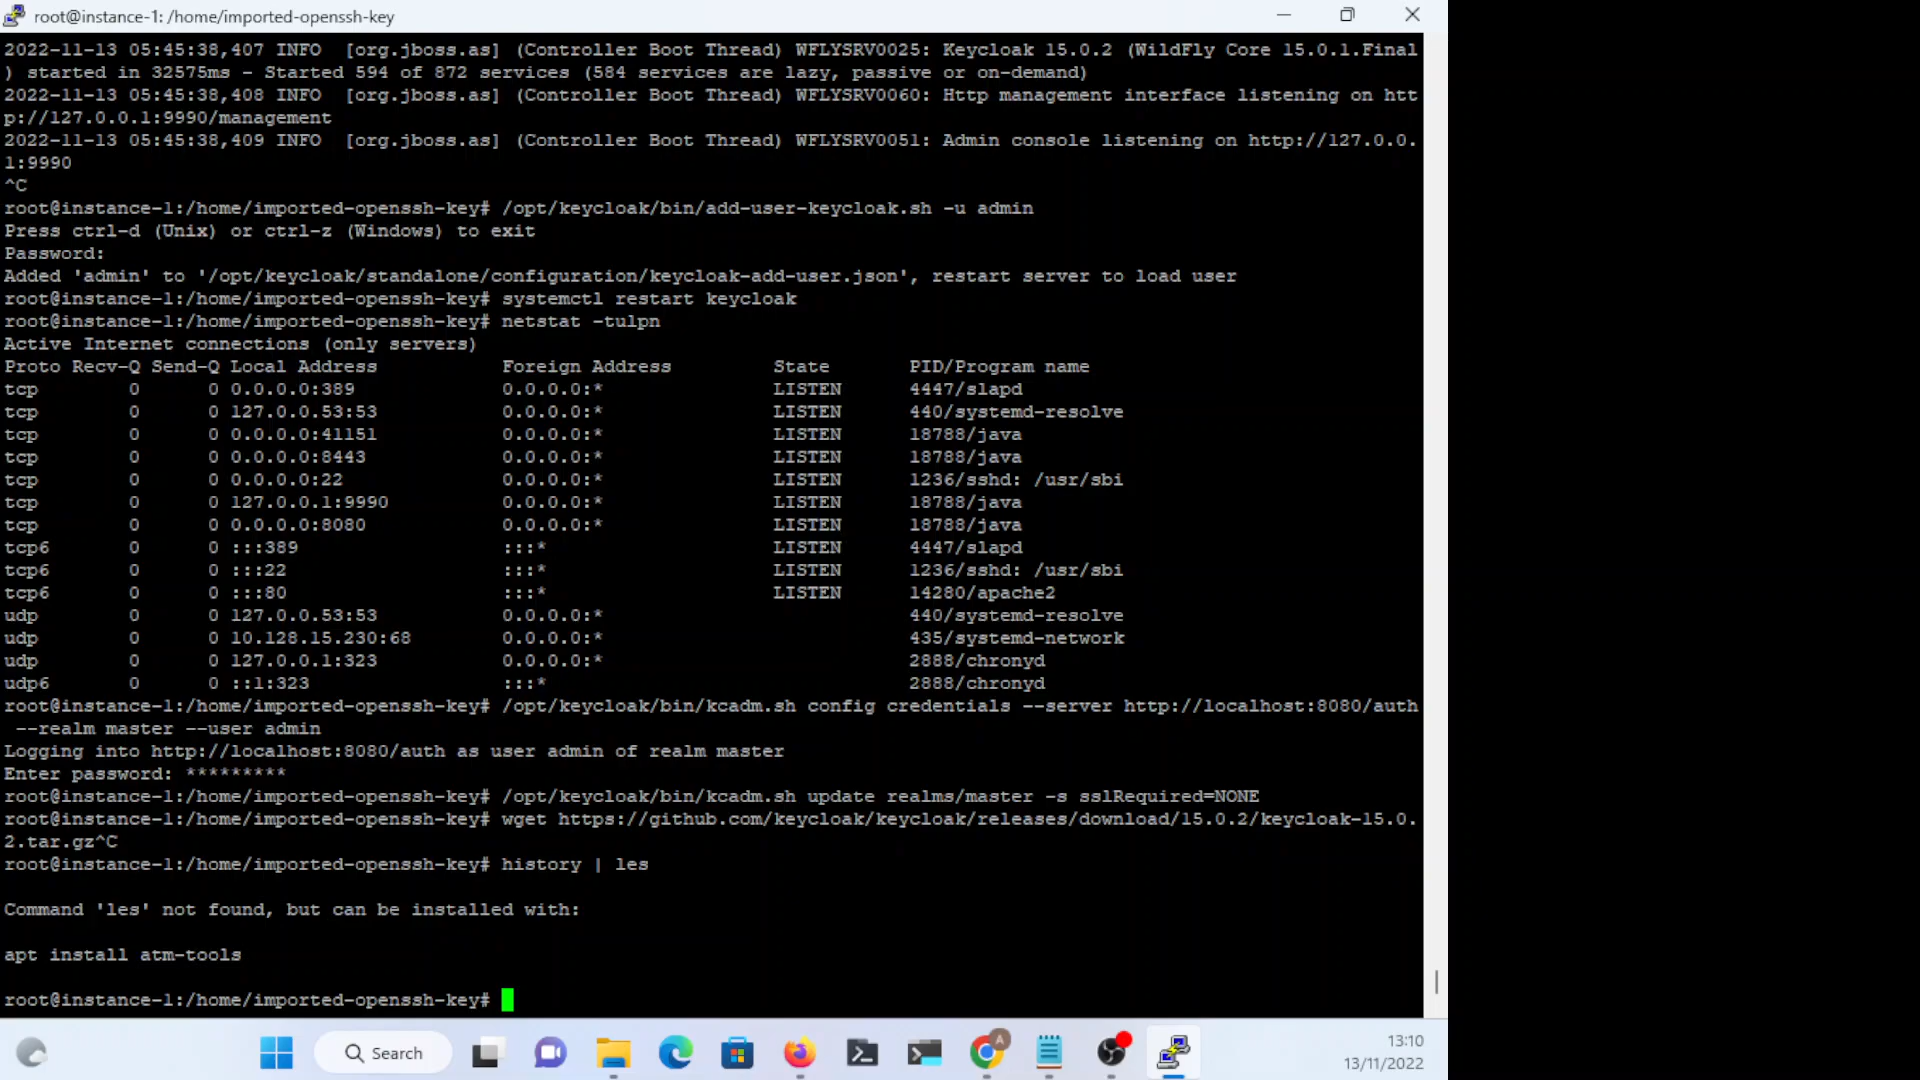 root@instance-1: /home/imported-openssh-key
2022-11-13 05:45:38,407 INFO  [org.jboss.as] (Controller Boot Thread) WFLYSRV0025: Keycloak 15.0.2 (WildFly Core 15.0.1.Final
) started in 32575ms - Started 594 of 872 services (584 services are lazy, passive or on-demand)
2022-11-13 05:45:38,408 INFO  [org.jboss.as] (Controller Boot Thread) WFLYSRV0060: Http management interface listening on htt
p://127.0.0.1:9990/management
2022-11-13 05:45:38,409 INFO  [org.jboss.as] (Controller Boot Thread) WFLYSRV0051: Admin console listening on http://127.0.0.
1:9990
^C
root@instance-1:/home/imported-openssh-key# /opt/keycloak/bin/add-user-keycloak.sh -u admin
Press ctrl-d (Unix) or ctrl-z (Windows) to exit
Password:
Added 'admin' to '/opt/keycloak/standalone/configuration/keycloak-add-user.json', restart server to load user
root@instance-1:/home/imported-openssh-key# systemctl restart keycloak
root@instance-1:/home/imported-openssh-key# netstat -tulpn
Active Internet connections (only servers)
Proto Recv-Q Send-Q Local Address           Foreign Address         State       PID/Program name
tcp        0      0 0.0.0.0:389             0.0.0.0:*               LISTEN      4447/slapd
tcp        0      0 127.0.0.53:53           0.0.0.0:*               LISTEN      440/systemd-resolve
tcp        0      0 0.0.0.0:41151           0.0.0.0:*               LISTEN      18788/java
tcp        0      0 0.0.0.0:8443            0.0.0.0:*               LISTEN      18788/java
tcp        0      0 0.0.0.0:22              0.0.0.0:*               LISTEN      1236/sshd: /usr/sbi
tcp        0      0 127.0.0.1:9990          0.0.0.0:*               LISTEN      18788/java
tcp        0      0 0.0.0.0:8080            0.0.0.0:*               LISTEN      18788/java
tcp6       0      0 :::389                  :::*                    LISTEN      4447/slapd
tcp6       0      0 :::22                   :::*                    LISTEN      1236/sshd: /usr/sbi
tcp6       0      0 :::80                   :::*                    LISTEN      14280/apache2
udp        0      0 127.0.0.53:53           0.0.0.0:*                           440/systemd-resolve
udp        0      0 10.128.15.230:68        0.0.0.0:*                           435/systemd-network
udp        0      0 127.0.0.1:323           0.0.0.0:*                           2888/chronyd
udp6       0      0 ::1:323                 :::*                                2888/chronyd
root@instance-1:/home/imported-openssh-key# /opt/keycloak/bin/kcadm.sh config credentials --server http://localhost:8080/auth
 --realm master --user admin
Logging into http://localhost:8080/auth as user admin of realm master
Enter password: *********
root@instance-1:/home/imported-openssh-key# /opt/keycloak/bin/kcadm.sh update realms/master -s sslRequired=NONE
root@instance-1:/home/imported-openssh-key# wget https://github.com/keycloak/keycloak/releases/download/15.0.2/keycloak-15.0.
2.tar.gz^C
root@instance-1:/home/imported-openssh-key# history | les
Command 'les' not found, but can be installed with:
apt install atm-tools
root@instance-1:/home/imported-openssh-key#
Search
A
13:10
13/11/2022